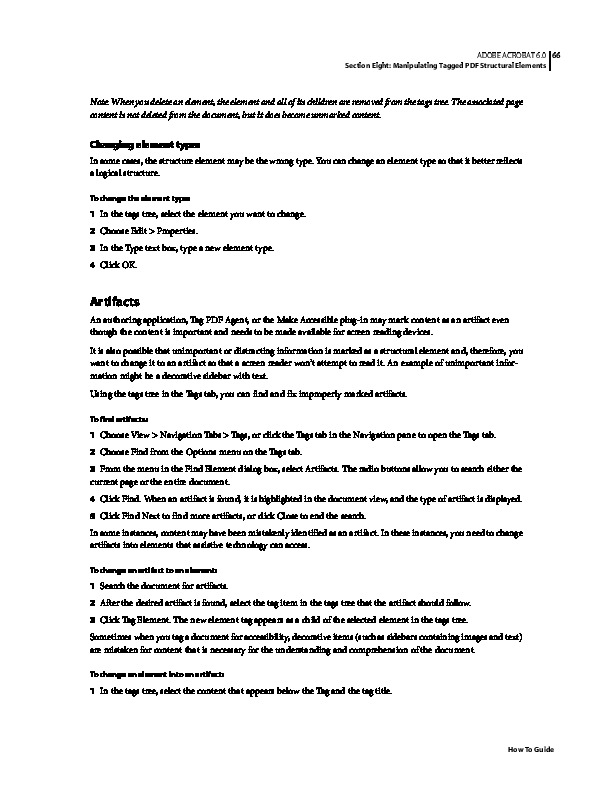 ADOBE ACROBAT 6.0 66
Section Eight: Manipulating Tagged PDF Structural Elements
Note: When you delete an element, the element and all of its children are removed from the tags tree. The associated page
content is not deleted from the document, but it does become unmarked content.
Changing element types
In some cases, the structure element may be the wrong type. You can change an element type so that it better reflects
a logical structure.
To change the element type:
1 In the tags tree, select the element you want to change.
2 Choose Edit > Properties.
3 In the Type text box, type a new element type.
4 Click OK.
Artifacts
An authoring application, Tag PDF Agent, or the Make Accessible plug-in may mark content as an artifact even
though the content is important and needs to be made available for screen reading devices.
It is also possible that unimportant or distracting information is marked as a structural element and, therefore, you
want to change it to an artifact so that a screen reader won't attempt to read it. An example of unimportant infor-
mation might be a decorative sidebar with text.
Using the tags tree in the Tags tab, you can find and fix improperly marked artifacts.
To find artifacts:
1 Choose View > Navigation Tabs > Tags, or click the Tags tab in the Navigation pane to open the Tags tab.
2 Choose Find from the Options menu on the Tags tab.
3 From the menu in the Find Element dialog box, select Artifacts. The radio buttons allow you to search either the
current page or the entire document.
4 Click Find. When an artifact is found, it is highlighted in the document view, and the type of artifact is displayed.
5 Click Find Next to find more artifacts, or click Close to end the search.
In some instances, content may have been mistakenly identified as an artifact. In these instances, you need to change
artifacts into elements that assistive technology can access.
To change an artifact to an element:
1 Search the document for artifacts.
2 After the desired artifact is found, select the tag item in the tags tree that the artifact should follow.
3 Click Tag Element. The new element tag appears as a child of the selected element in the tags tree.
Sometimes when you tag a document for accessibility, decorative items (such as sidebars containing images and text)
are mistaken for content that is necessary for the understanding and comprehension of the document.
To change an element into an artifact:
1 In the tags tree, select the content that appears below the Tag and the tag title.
How To Guide